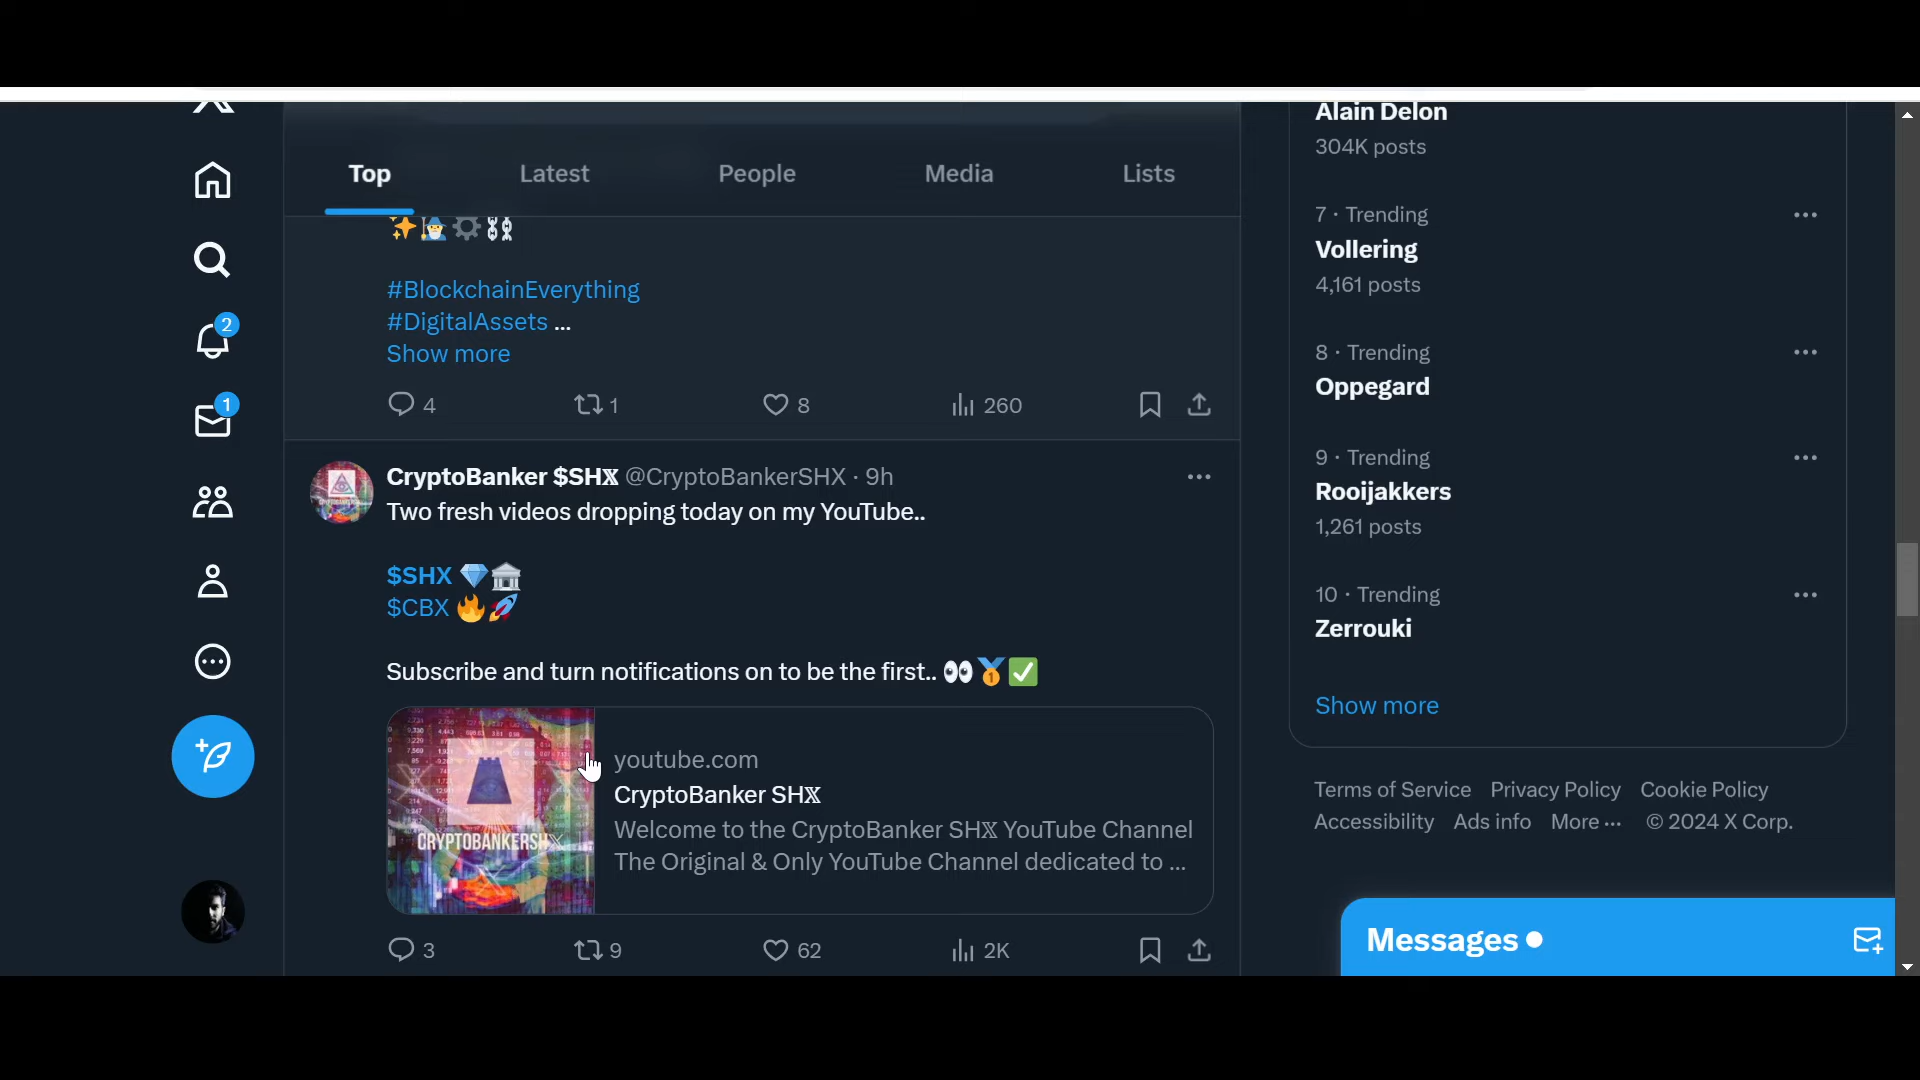 Top
Latest
People
Media
Lists
#BlockchainEverything
#DigitalAssets ...
Show more
4
1
8
260
CryptoBanker $SH𝕏 @CryptoBankerSHX · 9h
Two fresh videos dropping today on my YouTube..
$SHX 💎🏛️
$CBX 🔥🚀
Subscribe and turn notifications on to be the first.. 👀🥇✅
CRYPTOBANKERSHX
youtube.com
CryptoBanker SH𝕏
Welcome to the CryptoBanker SH𝕏 YouTube Channel
The Original & Only YouTube Channel dedicated to ...
3
9
62
2K
2
1
Alain Delon
304K posts
7 · Trending
Vollering
4,161 posts
8 · Trending
Oppegard
9 · Trending
Rooijakkers
1,261 posts
10 · Trending
Zerrouki
Show more
Terms of Service Privacy Policy Cookie Policy
Accessibility Ads info More ··· © 2024 X Corp.
Messages